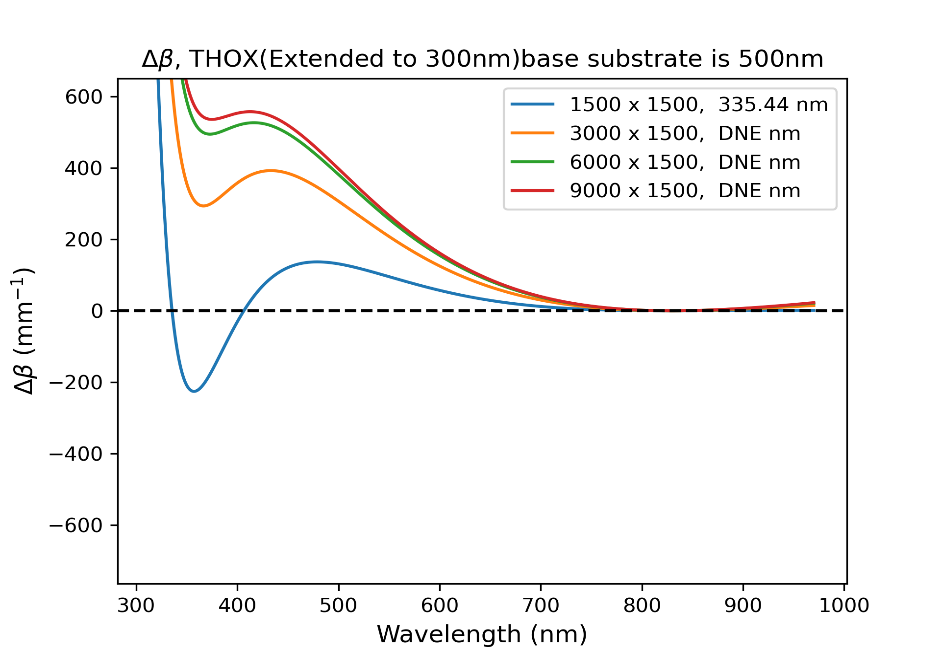 Δβ, THOX(Extended to 300nm)base substrate is 500nm
1500 x 1500,  335.44 nm
3000 x 1500,  DNE nm
6000 x 1500,  DNE nm
9000 x 1500,  DNE nm
600
400
200
0
−200
−400
−600
Δβ (mm⁻¹)
300 400 500 600 700 800 900 1000
Wavelength (nm)